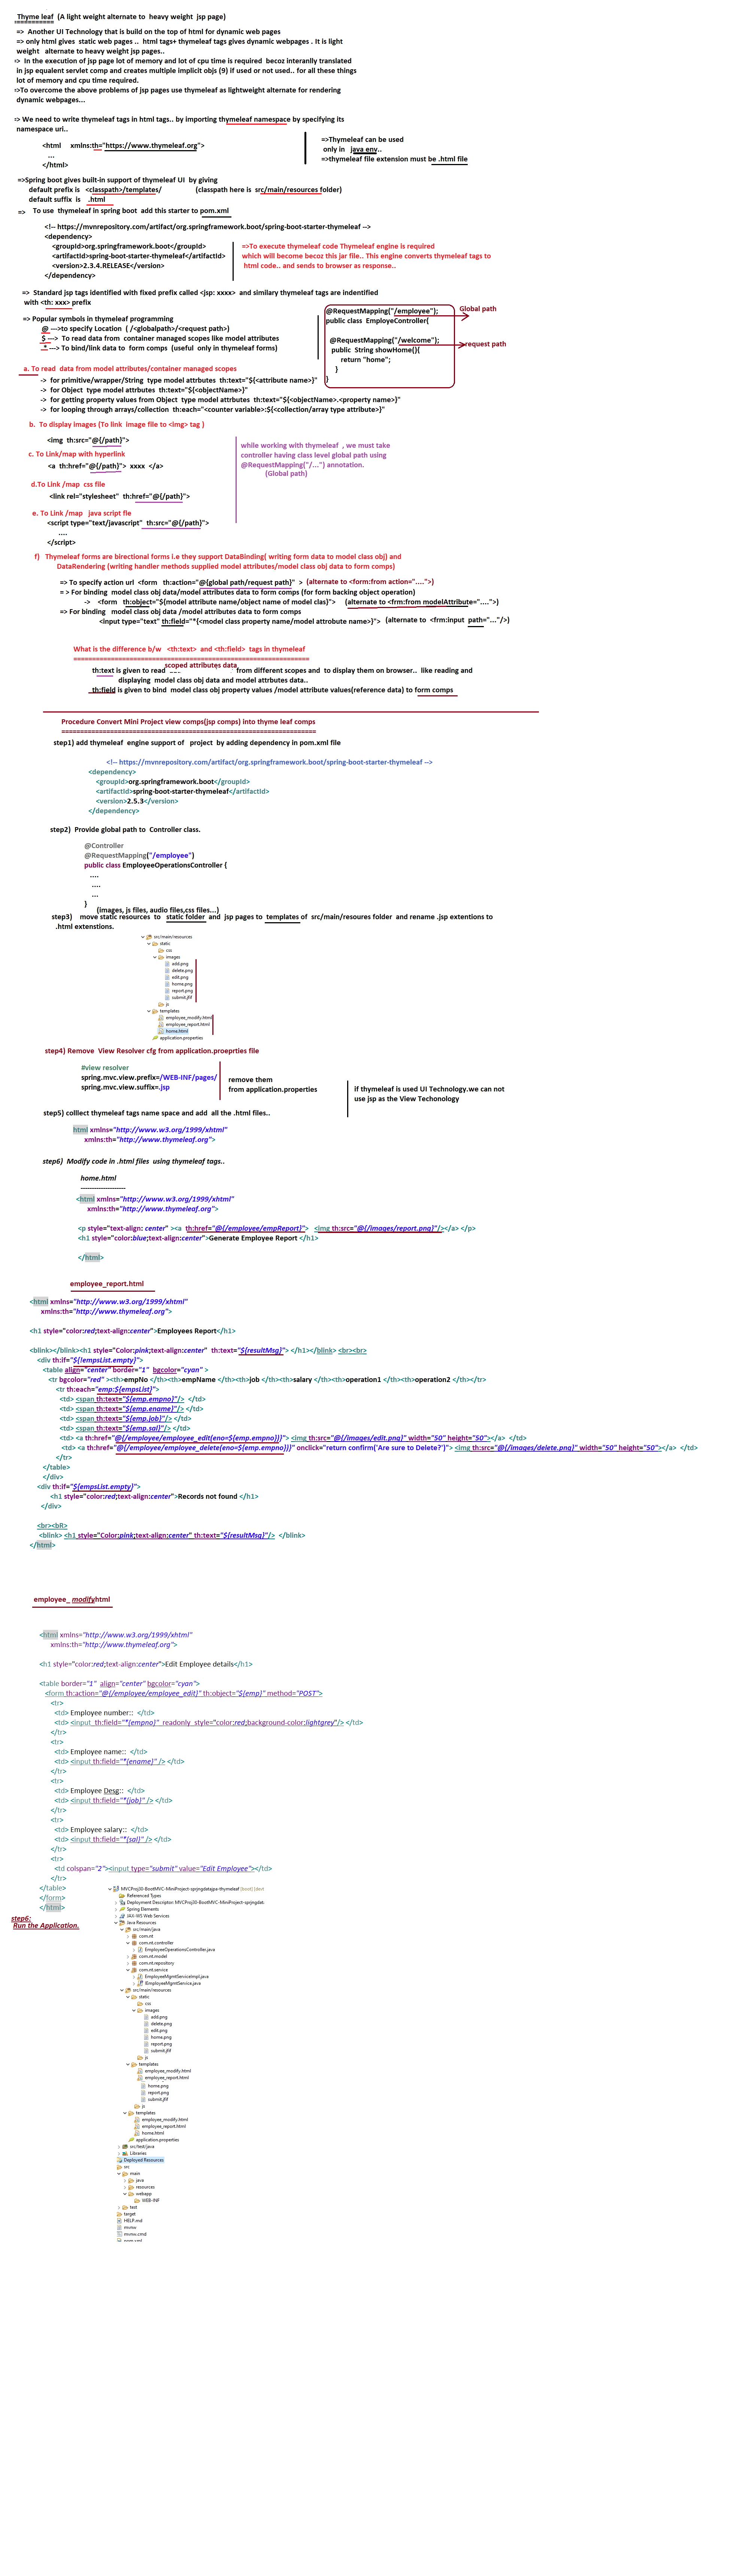 Thyme leaf  (A light weight alternate to  heavy weight  jsp page)
==========
=>  Another UI Technology that is build on the top of html for dynamic web pages
=> only html gives  static web pages ..  html tags+ thymeleaf tags gives dynamic webpages . It is light
weight   alternate to heavy weight jsp pages..
=>  In the execution of jsp page lot of memory and lot of cpu time is required  becoz interanlly translated
in jsp equalent servlet comp and creates multiple implicit objs (9) if used or not used.. for all these things
lot of memory and cpu time required.
=>To overcome the above problems of jsp pages use thymeleaf as lightweight alternate for rendering
dynamic webpages...
=> We need to write thymeleaf tags in html tags.. by importing thymeleaf namespace by specifying its
namespace uri..
<html     xmlns:th="https://www.thymeleaf.org">
...
</html>
=>Thymeleaf can be used
only in   java env..
=>thymeleaf file extension must be .html file
=>Spring boot gives built-in support of thymeleaf UI  by giving
default prefix is   <classpath>/templates/                (classpath here is  src/main/resources folder)
default suffix  is   .html
=>    To use  thymeleaf in spring boot  add this starter to pom.xml
<!-- https://mvnrepository.com/artifact/org.springframework.boot/spring-boot-starter-thymeleaf -->
<dependency>
<groupId>org.springframework.boot</groupId>
<artifactId>spring-boot-starter-thymeleaf</artifactId>
<version>2.3.4.RELEASE</version>
</dependency>
=>To execute thymeleaf code Thymeleaf engine is required
which will become becoz of this jar file.. This engine converts thymeleaf tags to
html code.. and sends to browser as response..
=>  Standard jsp tags identified with fixed prefix called <jsp: xxxx>  and similary thymeleaf tags are indentified
with <th: xxx> prefix
=> Popular symbols in thymeleaf programming
@ --->to specify Location  ( /<globalpath>/<request path>)
$ --->  To read data from  container managed scopes like model attributes
* ---> To bind/link data to  form comps  (useful  only in thymeleaf forms)
@RequestMapping("/employee");
public class  EmployeController{
@RequestMapping("/welcome");
public  String showHome(){
return "home";
}
}
Global path
request path
a. To read  data from model attributes/container managed scopes
->  for primitive/wrapper/String  type model attrbutes  th:text="${<attribute name>}"
->  for Object  type model attrbutes  th:text="${<objectName>}"
->  for getting property values from Object  type model attrbutes  th:text="${<objectName>.<property name>}"
->  for looping through arrays/collection  th:each="<counter variable>:${<collection/array type attribute>}"
b.  To display images (To link  image file to <img> tag )
<img  th:src="@{/path}">
c. To Link/map with hyperlink
<a  th:href="@{/path}">  xxxx  </a>
d.To Link /map  css file
<link rel="stylesheet"  th:href="@{/path}">
e. To Link /map   java script fle
<script type="text/javascript"  th:src="@{/path}">
....
</script>
while working with thymeleaf  , we must take
controller having class level global path using
@RequestMapping("/...") annotation.
(Global path)
f)   Thymeleaf forms are birectional forms i.e they support DataBinding( writing form data to model class obj) and
DataRendering (writing handler methods supplied model attributes/model class obj data to form comps)
=> To specify action url  <form   th:action="@{global path/request path}"  >  (alternate to <form:from action="....">)
= > For binding  model class obj data/model attributes data to form comps (for form backing object operation)
->    <form   th:object="${model attribute name/object name of model clas}">     (alternate to <frm:from modelAttribute="....">)
=> For binding   model class obj data /model attributes data to form comps
<input type="text" th:field="*{<model class property name/model attrobute name>}">   (alternate to  <frm:input  path="..."/>)
What is the difference b/w   <th:text>  and <th:field>  tags in thymeleaf
==============================================================
scoped attributes data
th:text is given to read                                  from different scopes and  to display them on browser..  like reading and
displaying  model class obj data and model attributes data..
th:field is given to bind  model class obj property values /model attribute values(reference data) to form comps
Procedure Convert Mini Project view comps(jsp comps) into thyme leaf comps
====================================================================
step1) add thymeleaf  engine support of   project  by adding dependency in pom.xml file
<!-- https://mvnrepository.com/artifact/org.springframework.boot/spring-boot-starter-thymeleaf -->
<dependency>
<groupId>org.springframework.boot</groupId>
<artifactId>spring-boot-starter-thymeleaf</artifactId>
<version>2.5.3</version>
</dependency>
step2)  Provide global path to  Controller class.
@Controller
@RequestMapping("/employee")
public class EmployeeOperationsController {
....
....
...
}
(images, js files, audio files,css files...)
step3)    move static resources  to   static folder  and  jsp pages to  templates of  src/main/resoures folder  and rename .jsp extentions to
.html extenstions.
src/main/resources
static
css
images
add.png
delete.png
edit.png
home.png
report.png
submit.jfif
js
templates
employee_modify.html
employee_report.html
home.html
application.properties
step4) Remove  View Resolver cfg from application.proeprties file
#view resolver
spring.mvc.view.prefix=/WEB-INF/pages/
spring.mvc.view.suffix=.jsp
remove them
from application.properties
if thymeleaf is used UI Technology.we can not
use jsp as the View Techonology
step5) colllect thymeleaf tags name space and add  all the .html files..
html xmlns="http://www.w3.org/1999/xhtml"
xmlns:th="http://www.thymeleaf.org">
step6)  Modify code in .html files  using thymeleaf tags..
home.html
--------------------
<html xmlns="http://www.w3.org/1999/xhtml"
xmlns:th="http://www.thymeleaf.org">
<p style="text-align: center" ><a  th:href="@{/employee/empReport}">   <img th:src="@{/images/report.png}"/></a> </p>
<h1 style="color:blue;text-align:center">Generate Employee Report </h1>
</html>
employee_report.html
<html xmlns="http://www.w3.org/1999/xhtml"
xmlns:th="http://www.thymeleaf.org">
<h1 style="color:red;text-align:center">Employees Report</h1>
<blink></blink><h1 style="Color:pink;text-align:center"  th:text="${resultMsg}"> </h1></blink> <br><br>
<div th:if="${!empsList.empty}">
<table align="center" border="1"  bgcolor="cyan" >
<tr bgcolor="red" ><th>empNo </th><th>empName </th><th>job </th><th>salary </th><th>operation1 </th><th>operation2 </th></tr>
<tr th:each="emp:${empsList}">
<td> <span th:text="${emp.empno}"/>  </td>
<td> <span th:text="${emp.ename}"/> </td>
<td> <span th:text="${emp.job}"/> </td>
<td> <span th:text="${emp.sal}"/> </td>
<td> <a th:href="@{/employee/employee_edit(eno=${emp.empno})}"> <img th:src="@{/images/edit.png}" width="50" height="50"></a>  </td>
<td> <a th:href="@{/employee/employee_delete(eno=${emp.empno})}" onclick="return confirm('Are sure to Delete?')"> <img th:src="@{/images/delete.png}" width="50" height="50"></a>  </td>
</tr>
</table>
</div>
<div th:if="${empsList.empty}">
<h1 style="color:red;text-align:center">Records not found </h1>
</div>
<br><bR>
<blink> <h1 style="Color:pink;text-align:center" th:text="${resultMsg}"/>  </blink>
</html>
employee_ modifyhtml
<html xmlns="http://www.w3.org/1999/xhtml"
xmlns:th="http://www.thymeleaf.org">
<h1 style="color:red;text-align:center">Edit Employee details</h1>
<table border="1"  align="center" bgcolor="cyan">
<form th:action="@{/employee/employee_edit}" th:object="${emp}" method="POST">
<tr>
<td> Employee number::  </td>
<td> <input  th:field="*{empno}"  readonly  style="color:red;background-color:lightgrey"/> </td>
</tr>
<tr>
<td> Employee name::  </td>
<td> <input th:field="*{ename}" /> </td>
</tr>
<tr>
<td> Employee Desg::  </td>
<td> <input th:field="*{job}" /> </td>
</tr>
<tr>
<td> Employee salary::  </td>
<td> <input th:field="*{sal}" /> </td>
</tr>
<tr>
<td colspan="2"><input type="submit" value="Edit Employee"></td>
</tr>
</table>
</form>
</html>
step6:
Run the Application.
MVCProj30-BootMVC-MiniProject-springdatajpa-thymeleaf [boot] [devt
Referenced Types
Deployment Descriptor: MVCProj30-BootMVC-MiniProject-springdat
Spring Elements
JAX-WS Web Services
Java Resources
src/main/java
com.nt
com.nt.controller
EmployeeOperationsController.java
com.nt.model
com.nt.repository
com.nt.service
EmployeeMgmtServiceImpl.java
IEmployeeMgmtService.java
src/main/resources
static
css
images
add.png
delete.png
edit.png
home.png
report.png
submit.jfif
js
templates
employee_modify.html
employee_report.html
home.png
report.png
submit.jfif
js
templates
employee_modify.html
employee_report.html
home.html
application.properties
src/test/java
Libraries
Deployed Resources
src
main
java
resources
webapp
WEB-INF
test
target
HELP.md
mvnw
mvnw.cmd
pom.xml